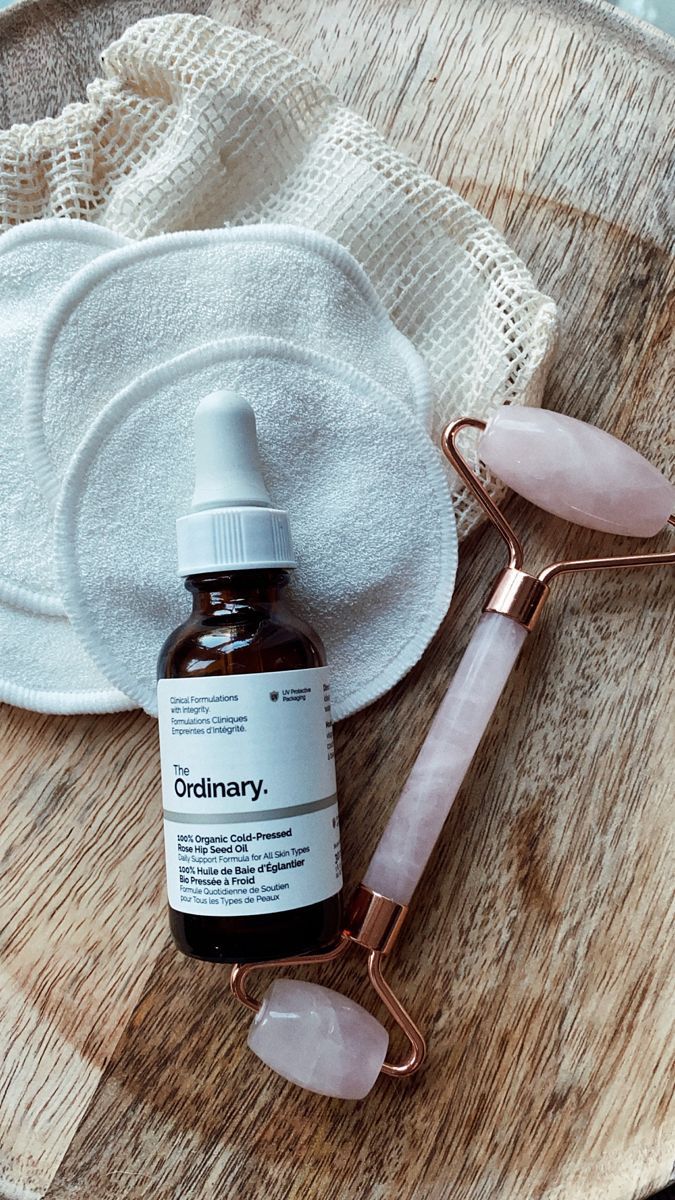 Clinical Formulations
with Integrity.
Formulations Cliniques
Empreintes d'Intégrité.
UV Protective
Packaging
The
Ordinary.
100% Organic Cold-Pressed
Rose Hip Seed Oil
Daily Support Formula for All Skin Types
100% Huile de Baie d'Églantier
Bio Pressée à Froid
Formule Quotidienne de Soutien
pour Tous les Types de Peaux